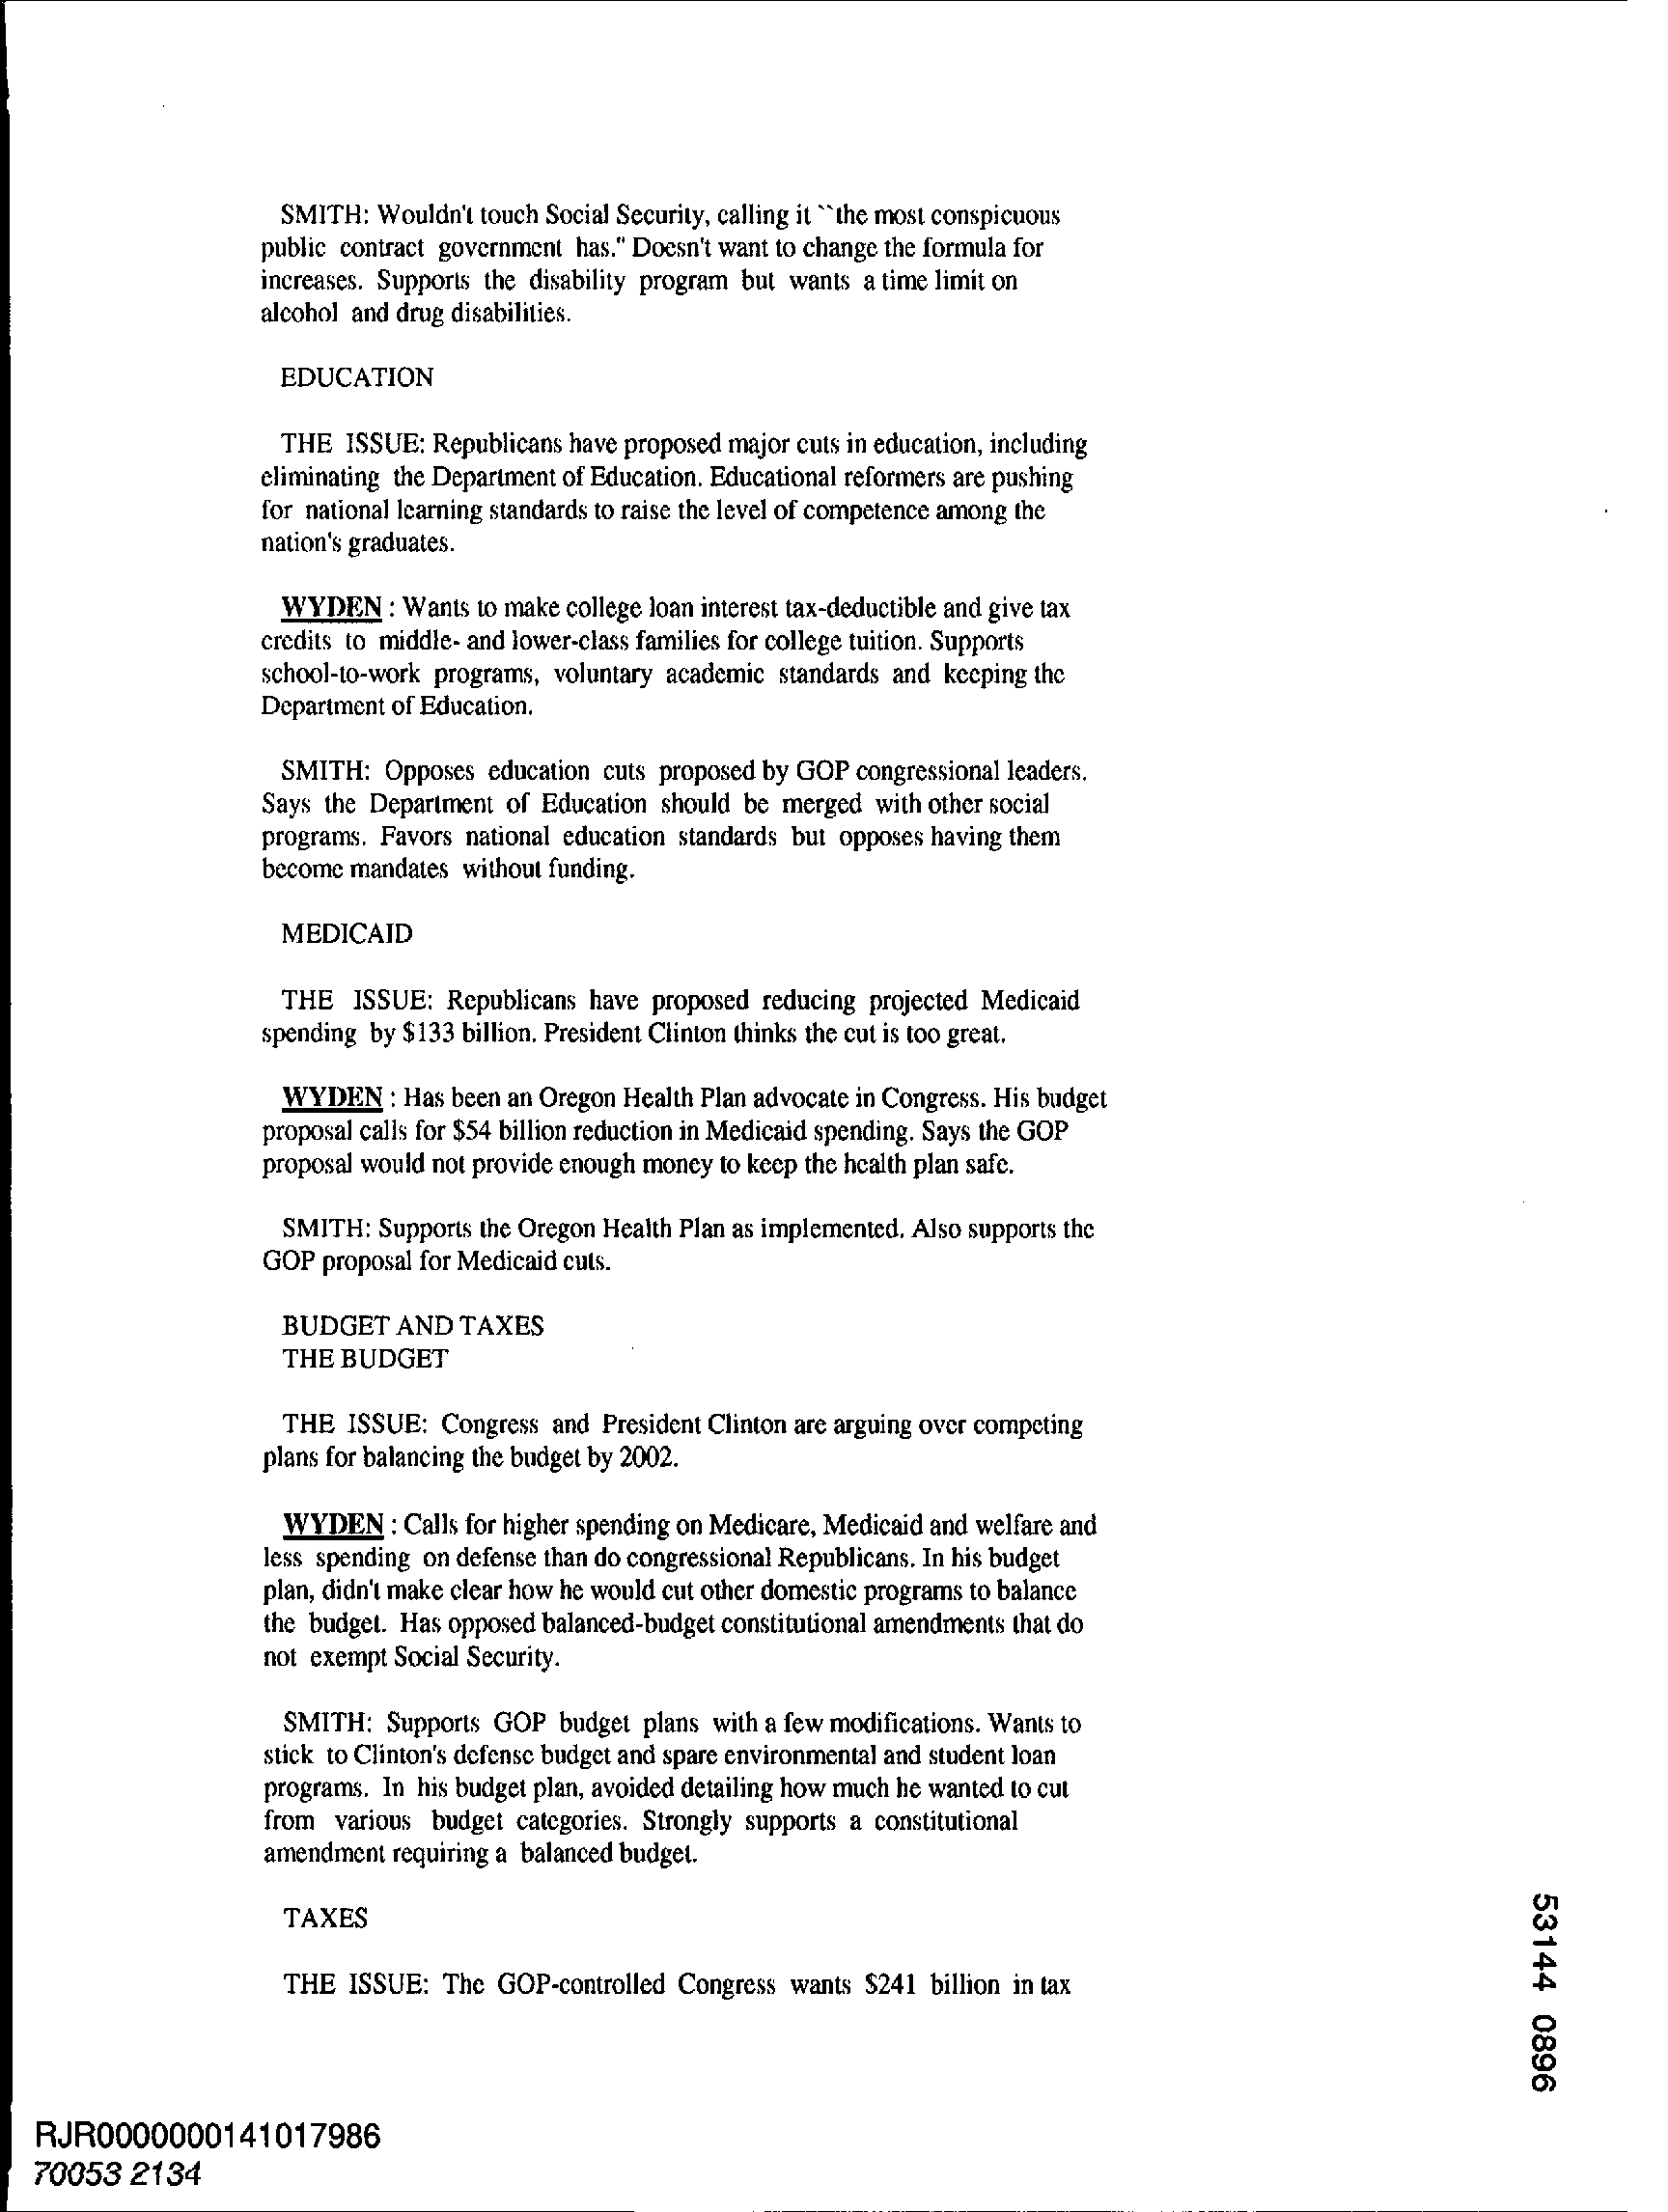 SMITH: Wouldn't touch Social Security, calling it ``the most conspicuous
public contract government has." Doesn't want to change the formula for
increases. Supports the disability program but wants a time limit on
alcohol and drug disabilities.
EDUCATION
THE ISSUE: Republicans have proposed major cuts in education, including
eliminating the Department of Education. Educational reformers are pushing
for national learning standards to raise the level of competence among the
nation's graduates.
WYDEN : Wants to make college loan interest tax-deductible and give tax
credits to middle- and lower-class families for college tuition. Supports
school-to-work programs, voluntary academic standards and keeping the
Department of Education.
SMITH: Opposes education cuts proposed by GOP congressional leaders.
Says the Department of Education should be merged with other social
programs. Favors national education standards but opposes having them
become mandates without funding.
MEDICAID
THE ISSUE: Republicans have proposed reducing projected Medicaid
spending by $133 billion. President Clinton thinks the cut is too great.
WYDEN : Has been an Oregon Health Plan advocate in Congress. His budget
proposal calls for $54 billion reduction in Medicaid spending. Says the GOP
proposal would not provide enough money to keep the health plan safe.
SMITH: Supports the Oregon Health Plan as implemented. Also supports the
GOP proposal for Medicaid cuts.
BUDGET AND TAXES
THE BUDGET
THE ISSUE: Congress and President Clinton are arguing over competing
plans for balancing the budget by 2002.
WYDEN : Calls for higher spending on Medicare, Medicaid and welfare and
less spending on defense than do congressional Republicans. In his budget
plan, didn't make clear how he would cut other domestic programs to balance
the budget. Has opposed balanced-budget constitutional amendments that do
not exempt Social Security.
SMITH: Supports GOP budget plans with a few modifications. Wants to
stick to Clinton's defense budget and spare environmental and student loan
programs. In his budget plan, avoided detailing how much he wanted to cut
from various budget categories. Strongly supports a constitutional
amendment requiring a balanced budget.
TAXES
THE ISSUE: The GOP-controlled Congress wants $241 billion in tax
53144 0896
RJR0000000141017986
70053 2134